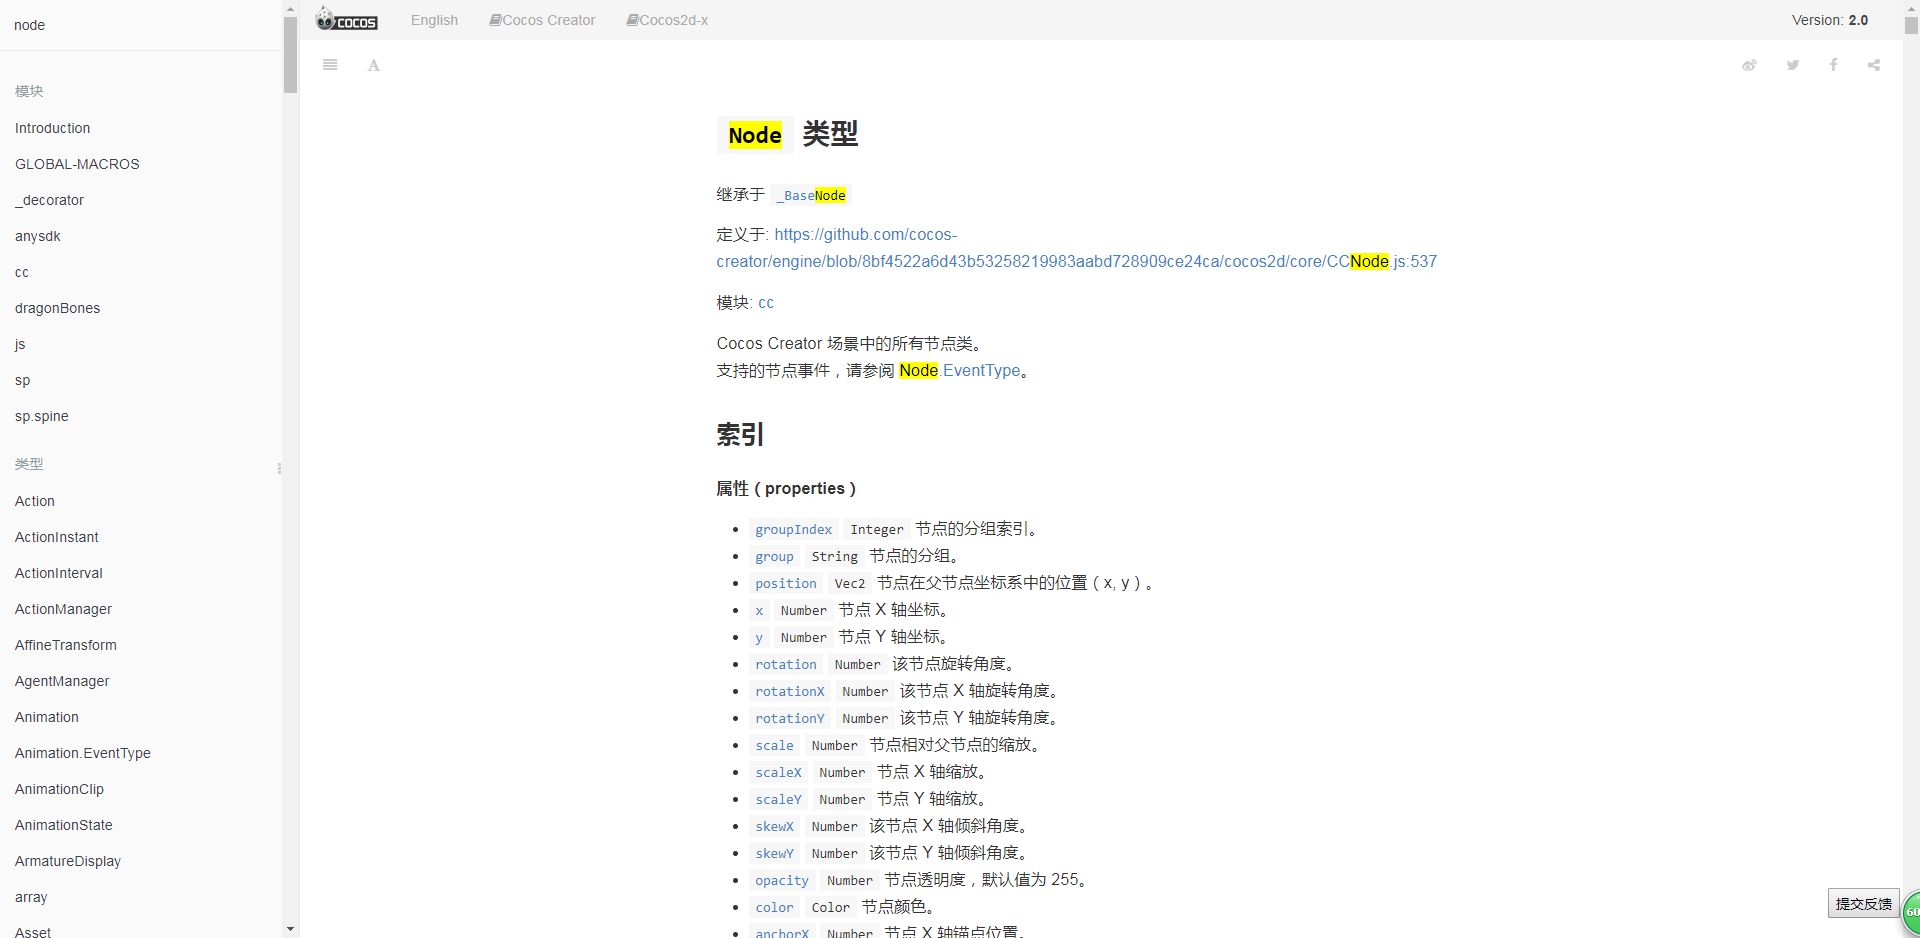 node
模块
Introduction
GLOBAL-MACROS
_decorator
anysdk
cc
dragonBones
js
sp
sp.spine
类型
Action
ActionInstant
ActionInterval
ActionManager
AffineTransform
AgentManager
Animation
Animation.EventType
AnimationClip
AnimationState
ArmatureDisplay
array
Asset
COCOS English Cocos Creator Cocos2d-x Version: 2.0
A
Node 类型
继承于 _BaseNode
定义于: https://github.com/cocos-
creator/engine/blob/8bf4522a6d43b53258219983aabd728909ce24ca/cocos2d/core/CCNode.js:537
模块: cc
Cocos Creator 场景中的所有节点类。
支持的节点事件，请参阅 Node.EventType。
索引
属性（properties）
groupIndex Integer 节点的分组索引。
group String 节点的分组。
position Vec2 节点在父节点坐标系中的位置（x, y）。
x Number 节点 X 轴坐标。
y Number 节点 Y 轴坐标。
rotation Number 该节点旋转角度。
rotationX Number 该节点 X 轴旋转角度。
rotationY Number 该节点 Y 轴旋转角度。
scale Number 节点相对父节点的缩放。
scaleX Number 节点 X 轴缩放。
scaleY Number 节点 Y 轴缩放。
skewX Number 该节点 X 轴倾斜角度。
skewY Number 该节点 Y 轴倾斜角度。
opacity Number 节点透明度，默认值为 255。
color Color 节点颜色。
anchorX Number 节点 X 轴锚点位置。
提交反馈
60